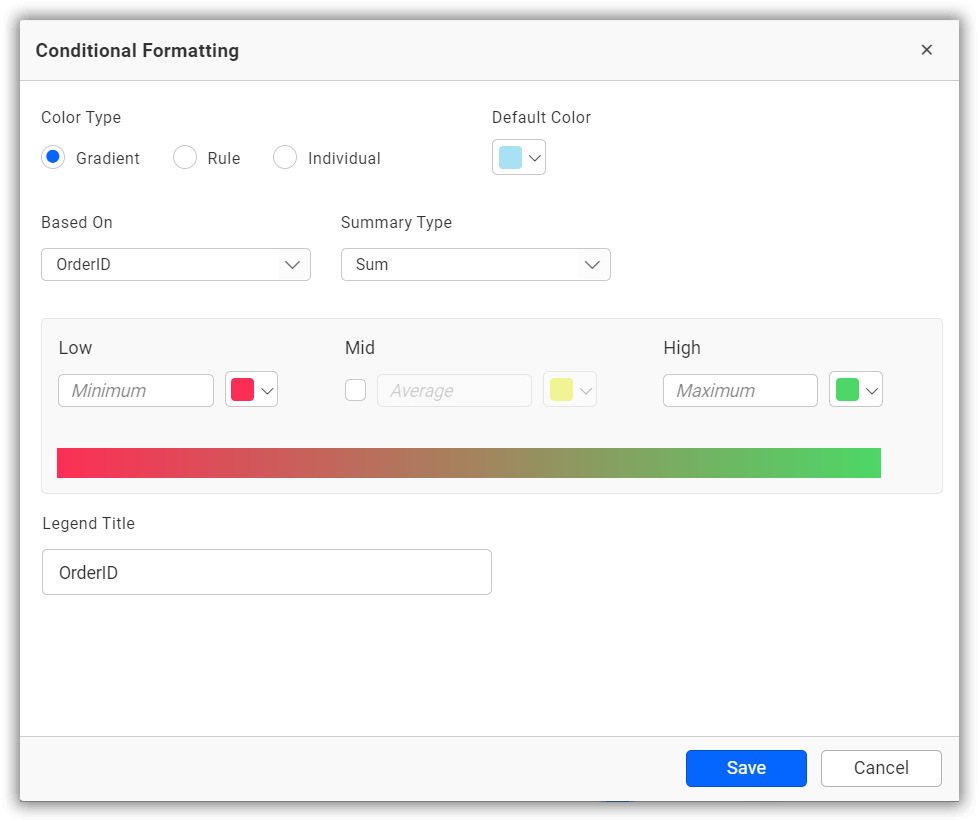 Conditional Formatting
Color Type
Default Color
Gradient
Rule
Individual
Based On
Summary Type
OrderID
Sum
Low
Mid
High
Minimum
Average
Maximum
Legend Title
OrderID
Save
Cancel